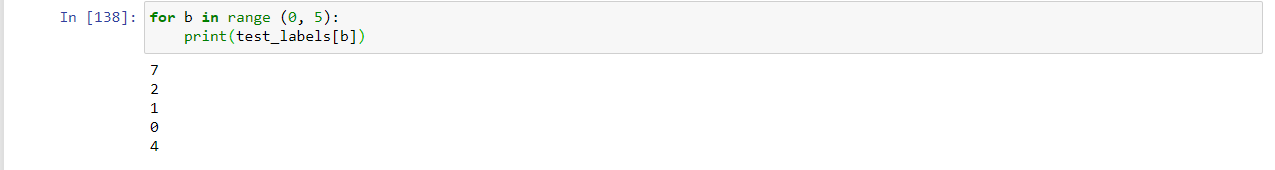 In [138]: for b in range (0, 5):
    print(test_labels[b])
7
2
1
0
4